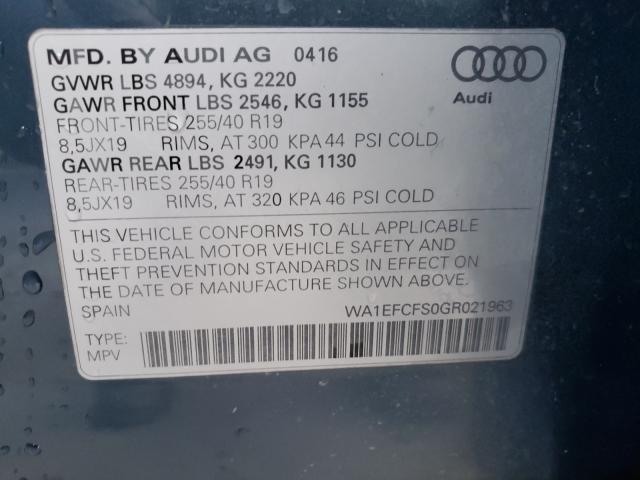 MFD. BY AUDI AG 0416
GVWR LBS 4894, KG 2220
GAWR FRONT LBS 2546, KG 1155
Audi
FRONT-TIRES 255/40 R19
8,5JX19 RIMS, AT 300 KPA 44 PSI COLD
GAWR REAR LBS 2491, KG 1130
REAR-TIRES 255/40 R19
8,5JX19 RIMS, AT 320 KPA 46 PSI COLD
THIS VEHICLE CONFORMS TO ALL APPLICABLE
U.S. FEDERAL MOTOR VEHICLE SAFETY AND
THEFT PREVENTION STANDARDS IN EFFECT ON
THE DATE OF MANUFACTURE SHOWN ABOVE.
SPAIN WA1EFCFS0GR021963
TYPE:
MPV